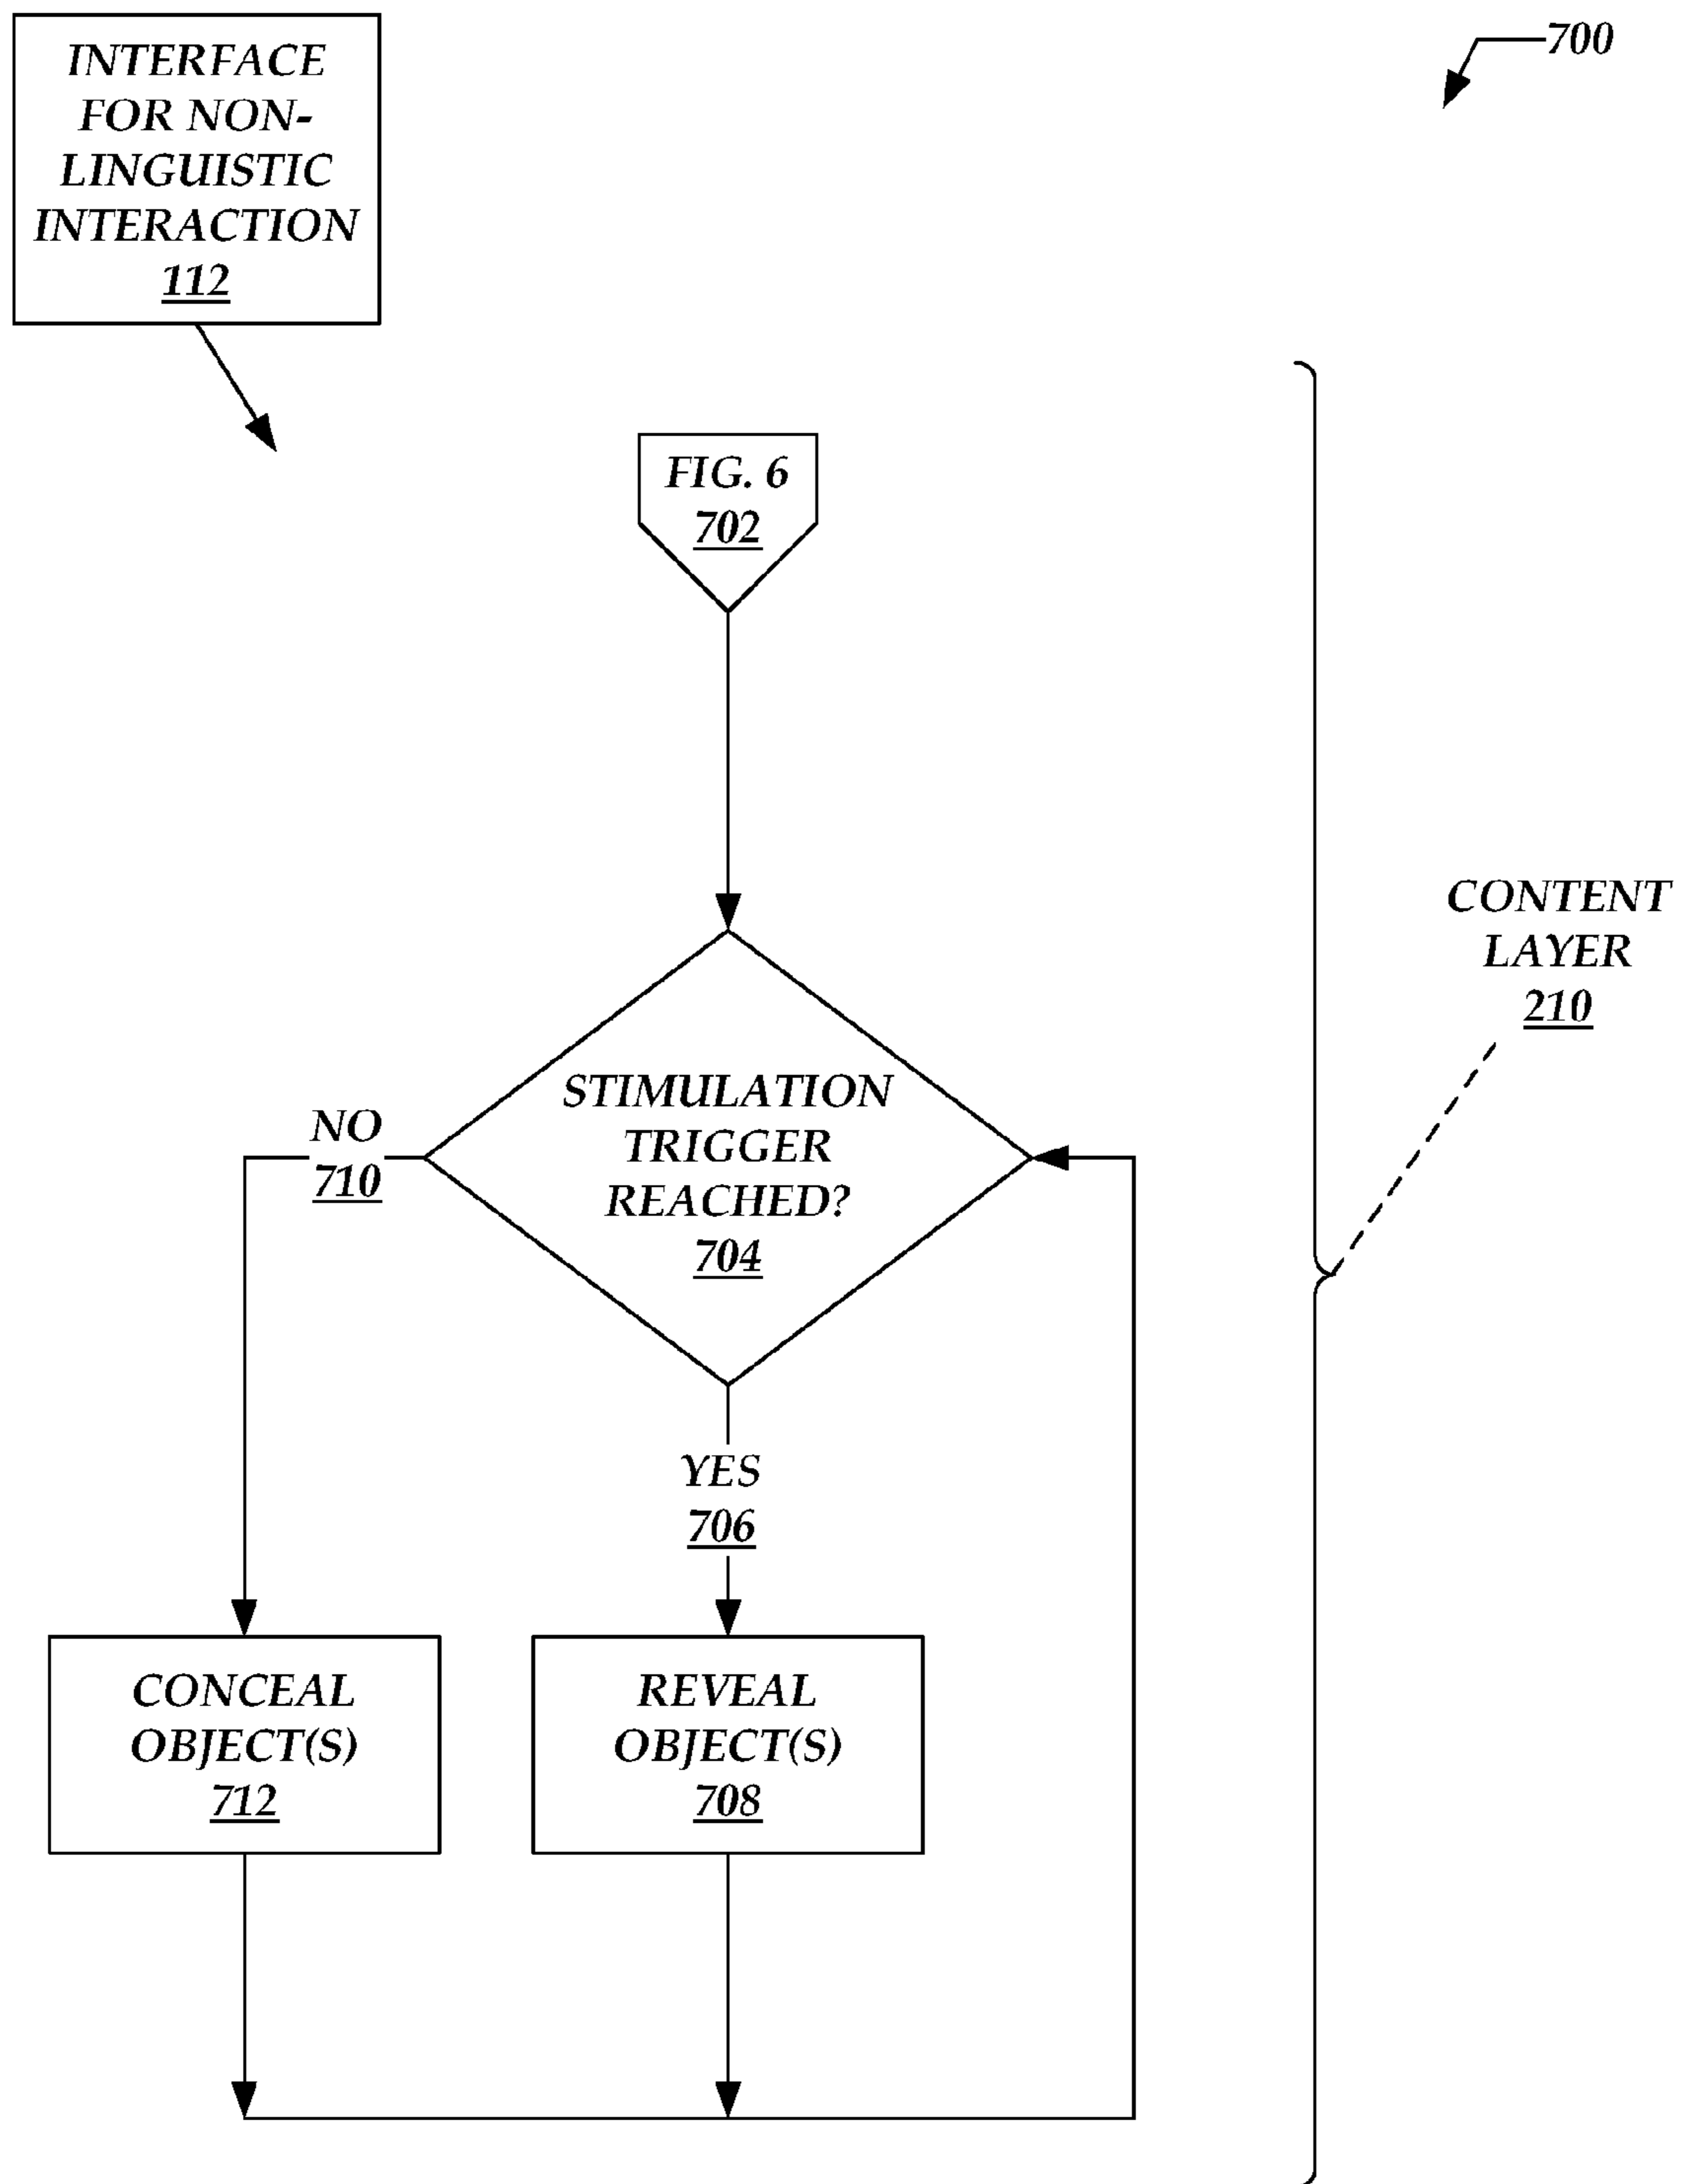 INTERFACE
FOR NON-
LINGUISTIC
INTERACTION
112
700
FIG. 6
702
CONTENT
LAYER
210
STIMULATION
TRIGGER
REACHED?
704
NO
710
YES
706
CONCEAL
OBJECT(S)
712
REVEAL
OBJECT(S)
708